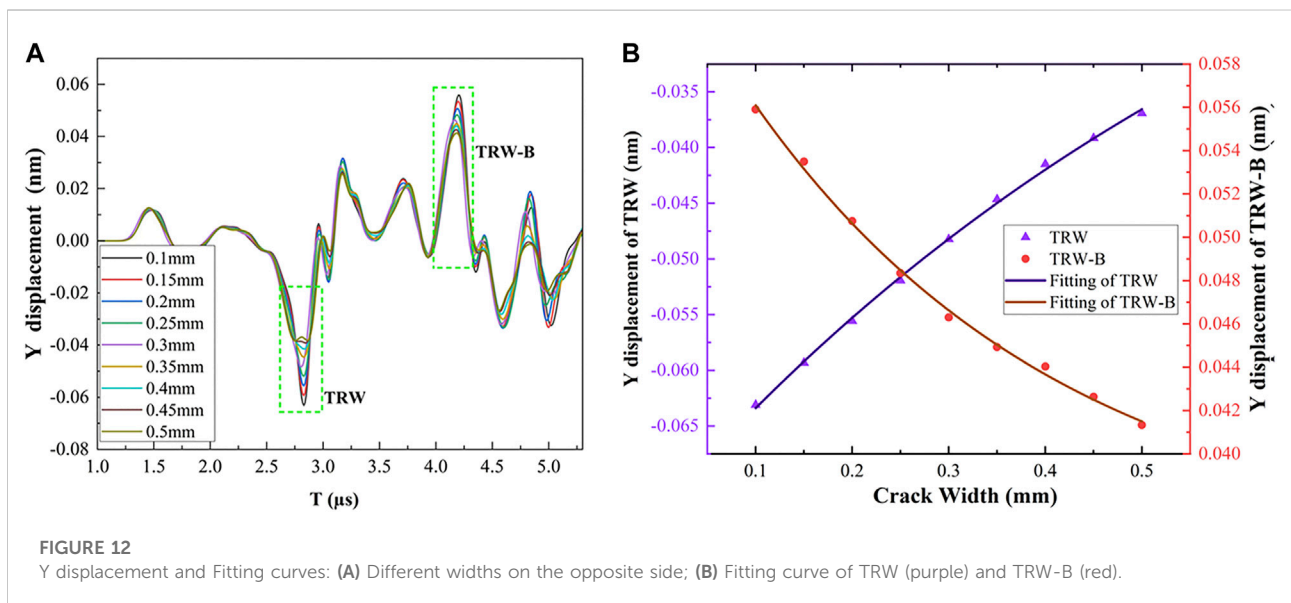 A
Y displacement (nm)
0.06
0.04
0.02
0.00
-0.02
-0.04
-0.06
-0.08
TRW-B
TRW
0.1mm
0.15mm
0.2mm
0.25mm
0.3mm
0.35mm
0.4mm
0.45mm
0.5mm
1.0 1.5 2.0 2.5 3.0 3.5 4.0 4.5 5.0
T (μs)
B
Y displacement of TRW (nm)
-0.035
-0.040
-0.045
-0.050
-0.055
-0.060
-0.065
TRW
TRW-B
Fitting of TRW
Fitting of TRW-B
0.058
0.056
0.054
0.052
0.050
0.048
0.046
0.044
0.042
0.040
Y displacement of TRW-B (nm)
0.1 0.2 0.3 0.4 0.5
Crack Width (mm)
FIGURE 12
Y displacement and Fitting curves: (A) Different widths on the opposite side; (B) Fitting curve of TRW (purple) and TRW-B (red).